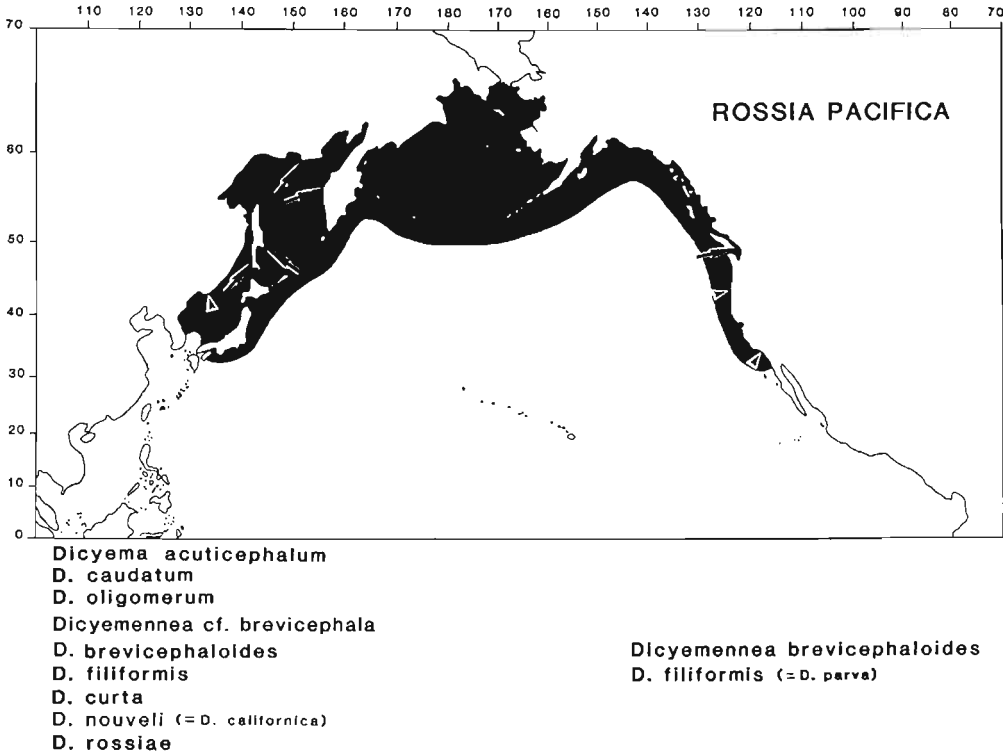 110 120 130 140 150 160 170 170 160 150 140 130 120 110 100 90 80 70
70
ROSSIA PACIFICA
60
50
40
30
20
10
0
Dicyema acuticephalum
D. caudatum
D. oligomerum
Dicyemennea cf. brevicephala
D. brevicephaloides
D. filiformis
D. curta
D. nouveli (=D. californica)
D. rossiae
Dicyemennea brevicephaloides
D. filiformis (=D. parva)